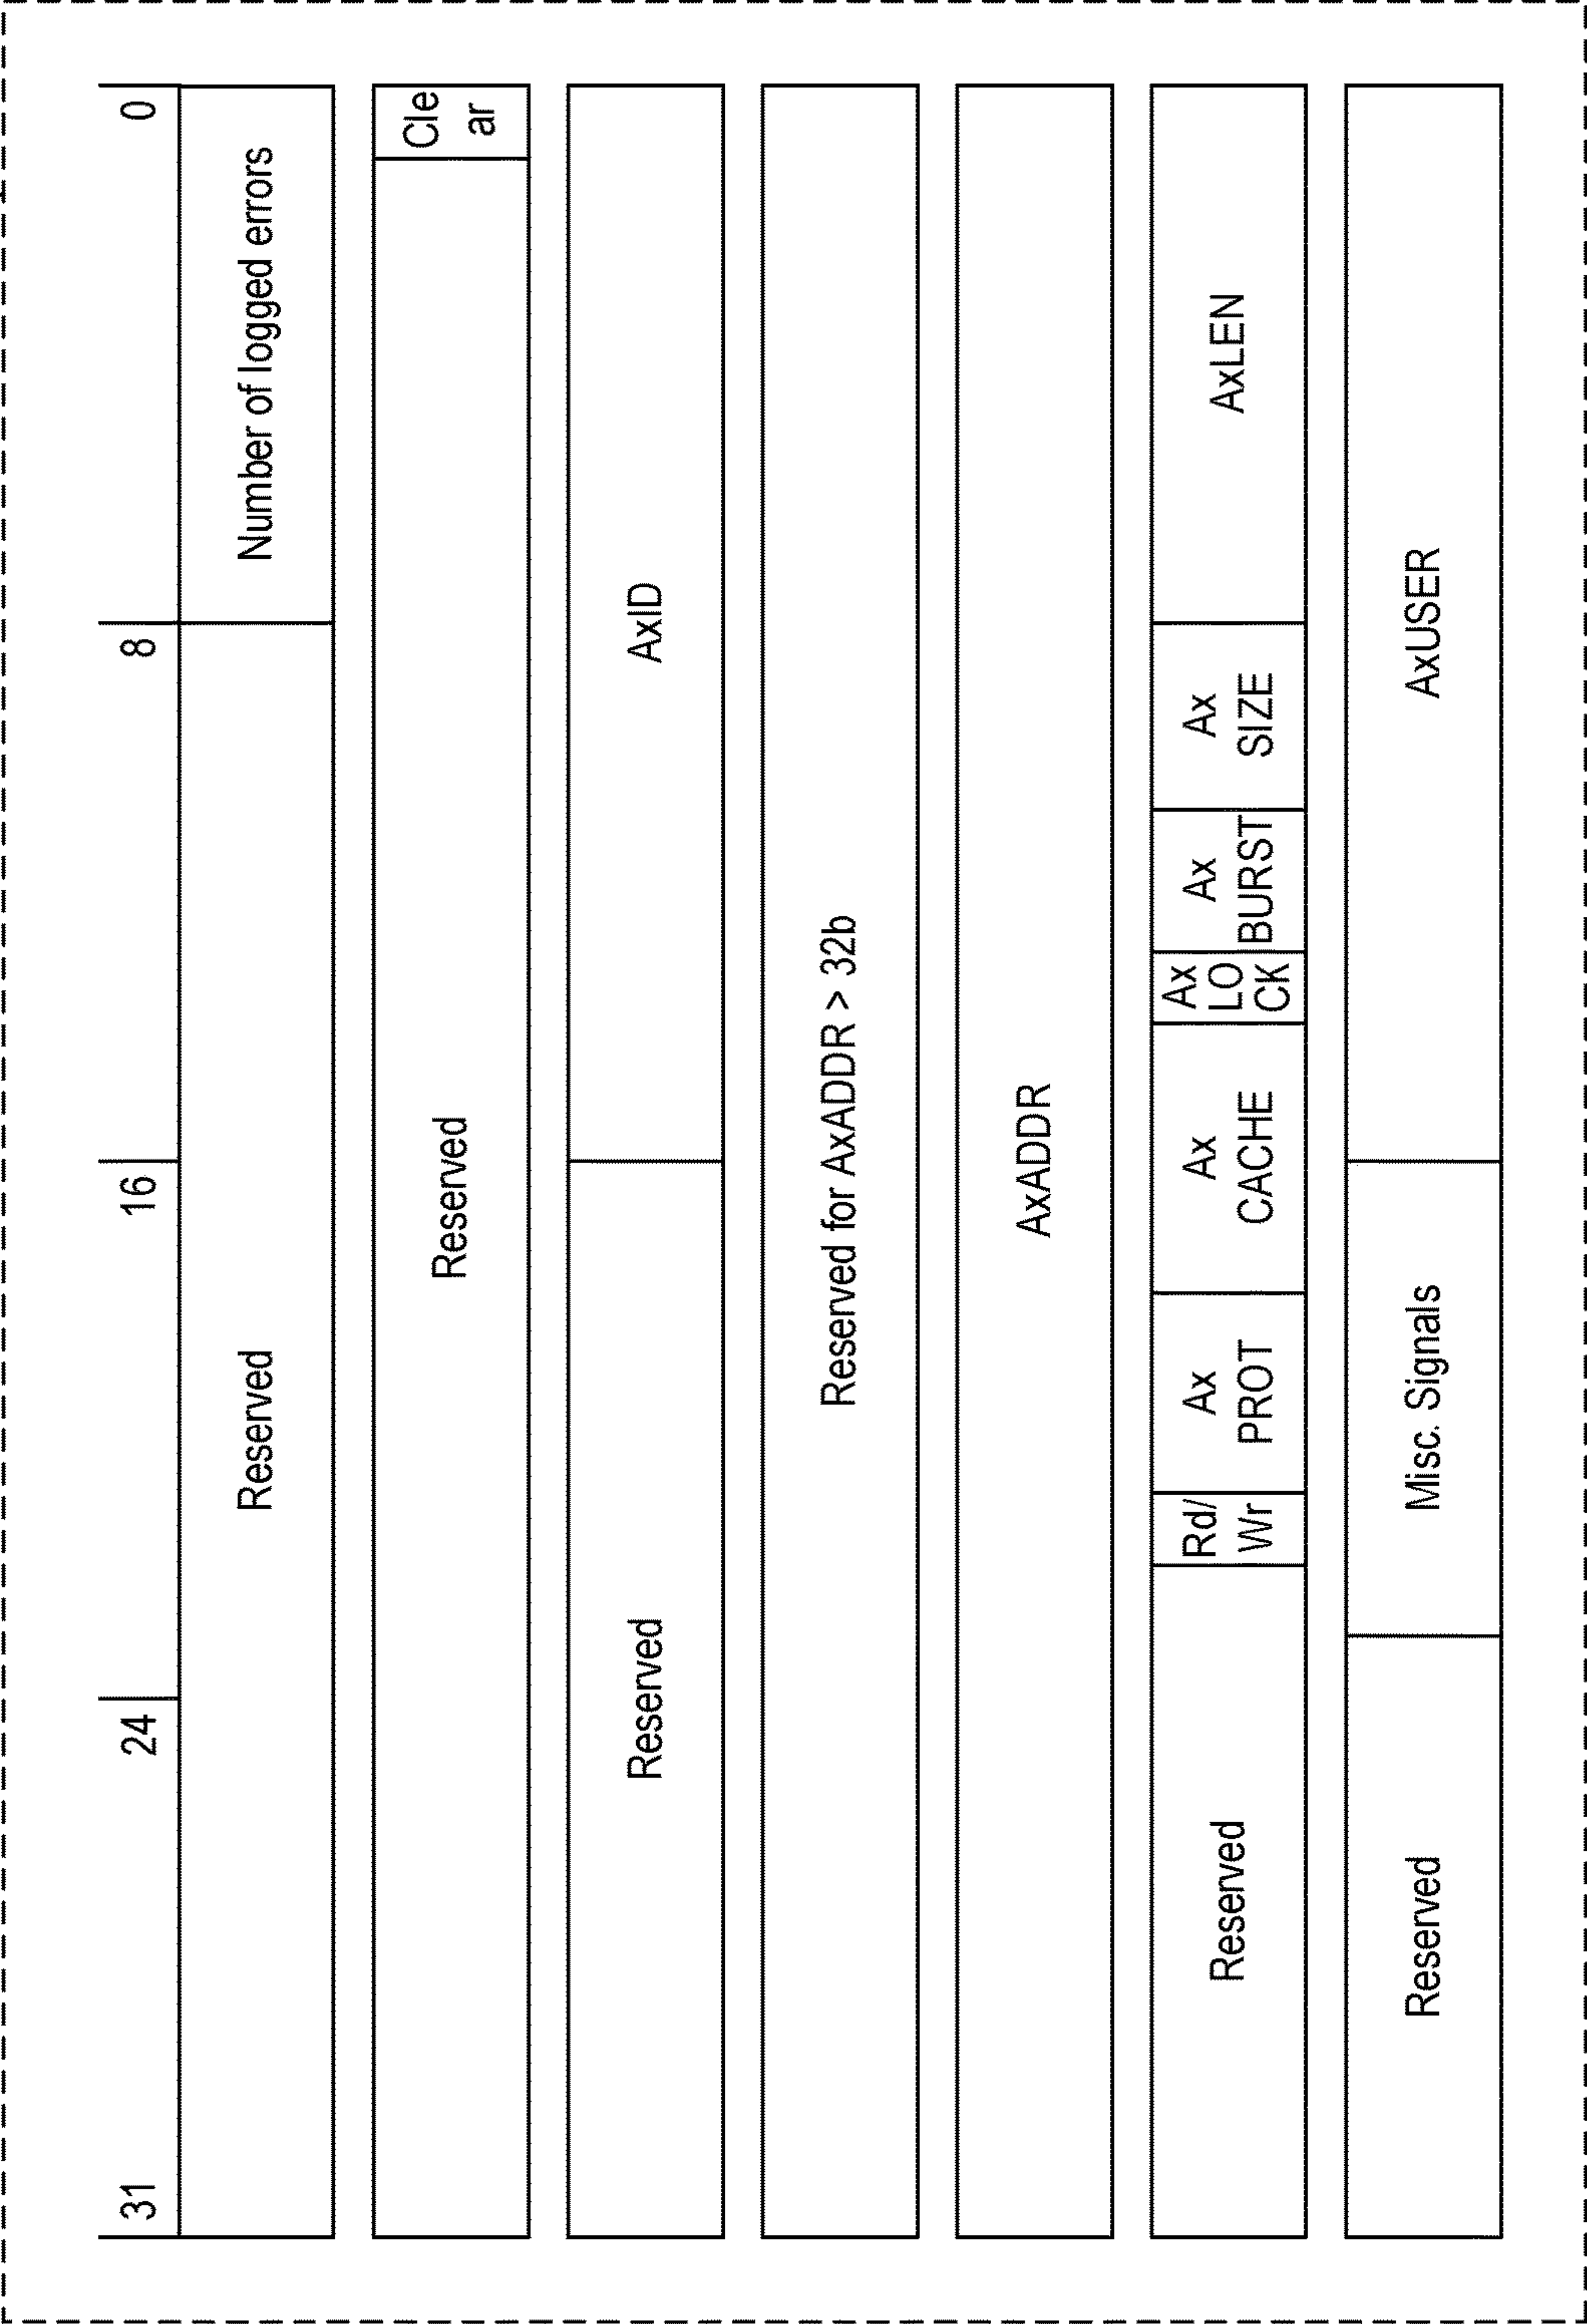 31 24 16 8 0
Reserved Number of logged errors
Reserved Cle
ar
Reserved AxID
Reserved for AxADDR > 32b
AxADDR
Reserved Rd/
Wr Ax
PROT Ax
CACHE Ax
LO
CK Ax
BURST Ax
SIZE AxLEN
Reserved Misc. Signals AxUSER